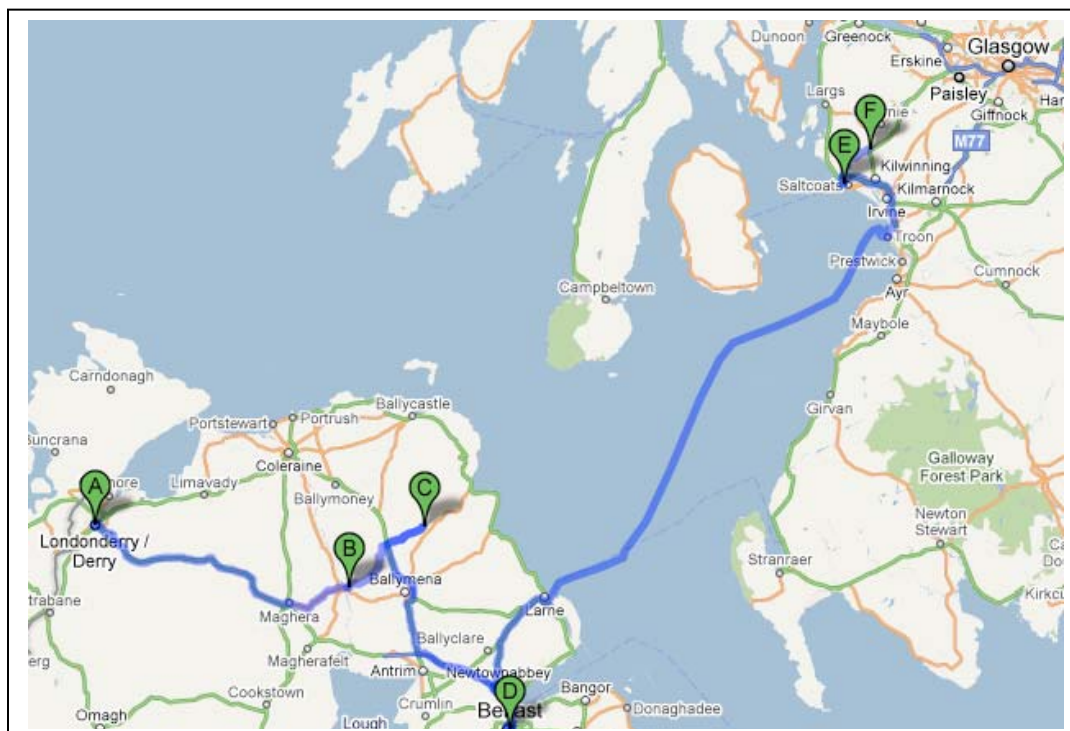 Dunoon
Greenock
Erskine
Glasgow
Paisley
Largs
Giffnock
M77
F
E
Kilwinning
Saltcoats
Kilmarnock
Irvine
Troon
Prestwick
Ayr
Cumnock
Campbeltown
Maybole
Girvan
Carndonagh
Ballycastle
Portrush
Portstewart
Coleraine
Galloway
Forest Park
A
Limavady
Ballymoney
C
Newton
Stewart
Londonderry /
Derry
B
Ballymena
Stranraer
Maghera
Larne
Ballyclare
Magherafelt
Antrim
Newtownabbey
Cookstown
D
Bangor
Crumlin
Belfast
Donaghadee
Omagh
Lough